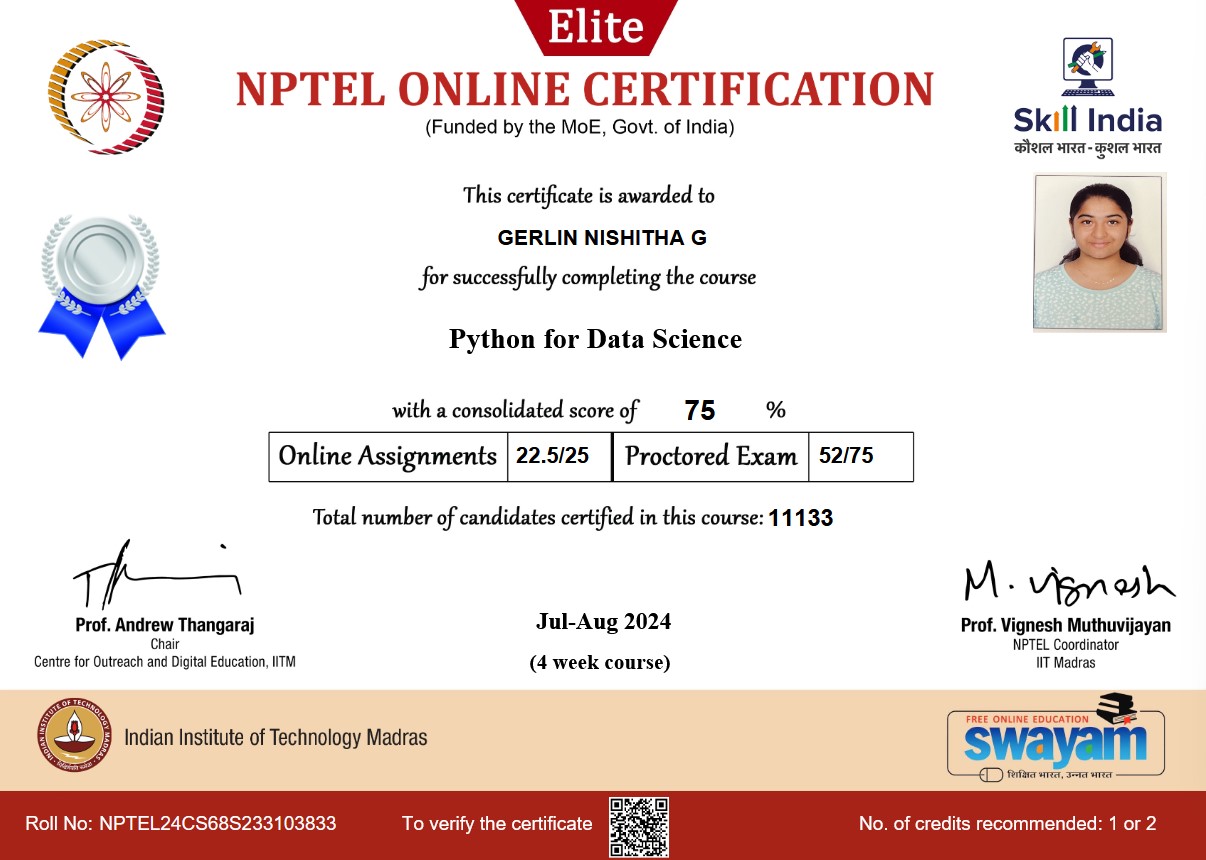 Elite
NPTEL ONLINE CERTIFICATION
(Funded by the MoE, Govt. of India)
Skill India
कौशल भारत - कुशल भारत
This certificate is awarded to
GERLIN NISHITHA G
for successfully completing the course
Python for Data Science
with a consolidated score of 75 %
Online Assignments 22.5/25 Proctored Exam 52/75
Total number of candidates certified in this course: 11133
M. Vignesh
Prof. Andrew Thangaraj
Chair
Centre for Outreach and Digital Education, IITM
Jul-Aug 2024
(4 week course)
Prof. Vignesh Muthuvijayan
NPTEL Coordinator
IIT Madras
INDIAN INSTITUTE OF TECHNOLOGY MADRAS
Indian Institute of Technology Madras
FREE ONLINE EDUCATION
swayam
शिक्षित भारत, उन्नत भारत
Roll No: NPTEL24CS68S233103833
To verify the certificate
No. of credits recommended: 1 or 2